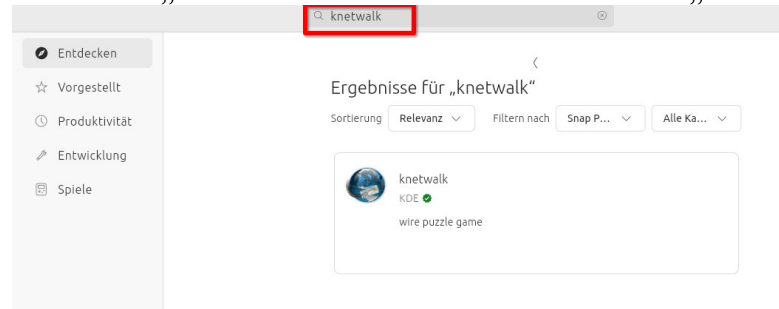 knetwalk
Entdecken
Vorgestellt
Produktivität
Entwicklung
Spiele
Ergebnisse für „knetwalk“
Sortierung Relevanz Filtern nach Snap P... Alle Ka...
knetwalk
KDE
wire puzzle game